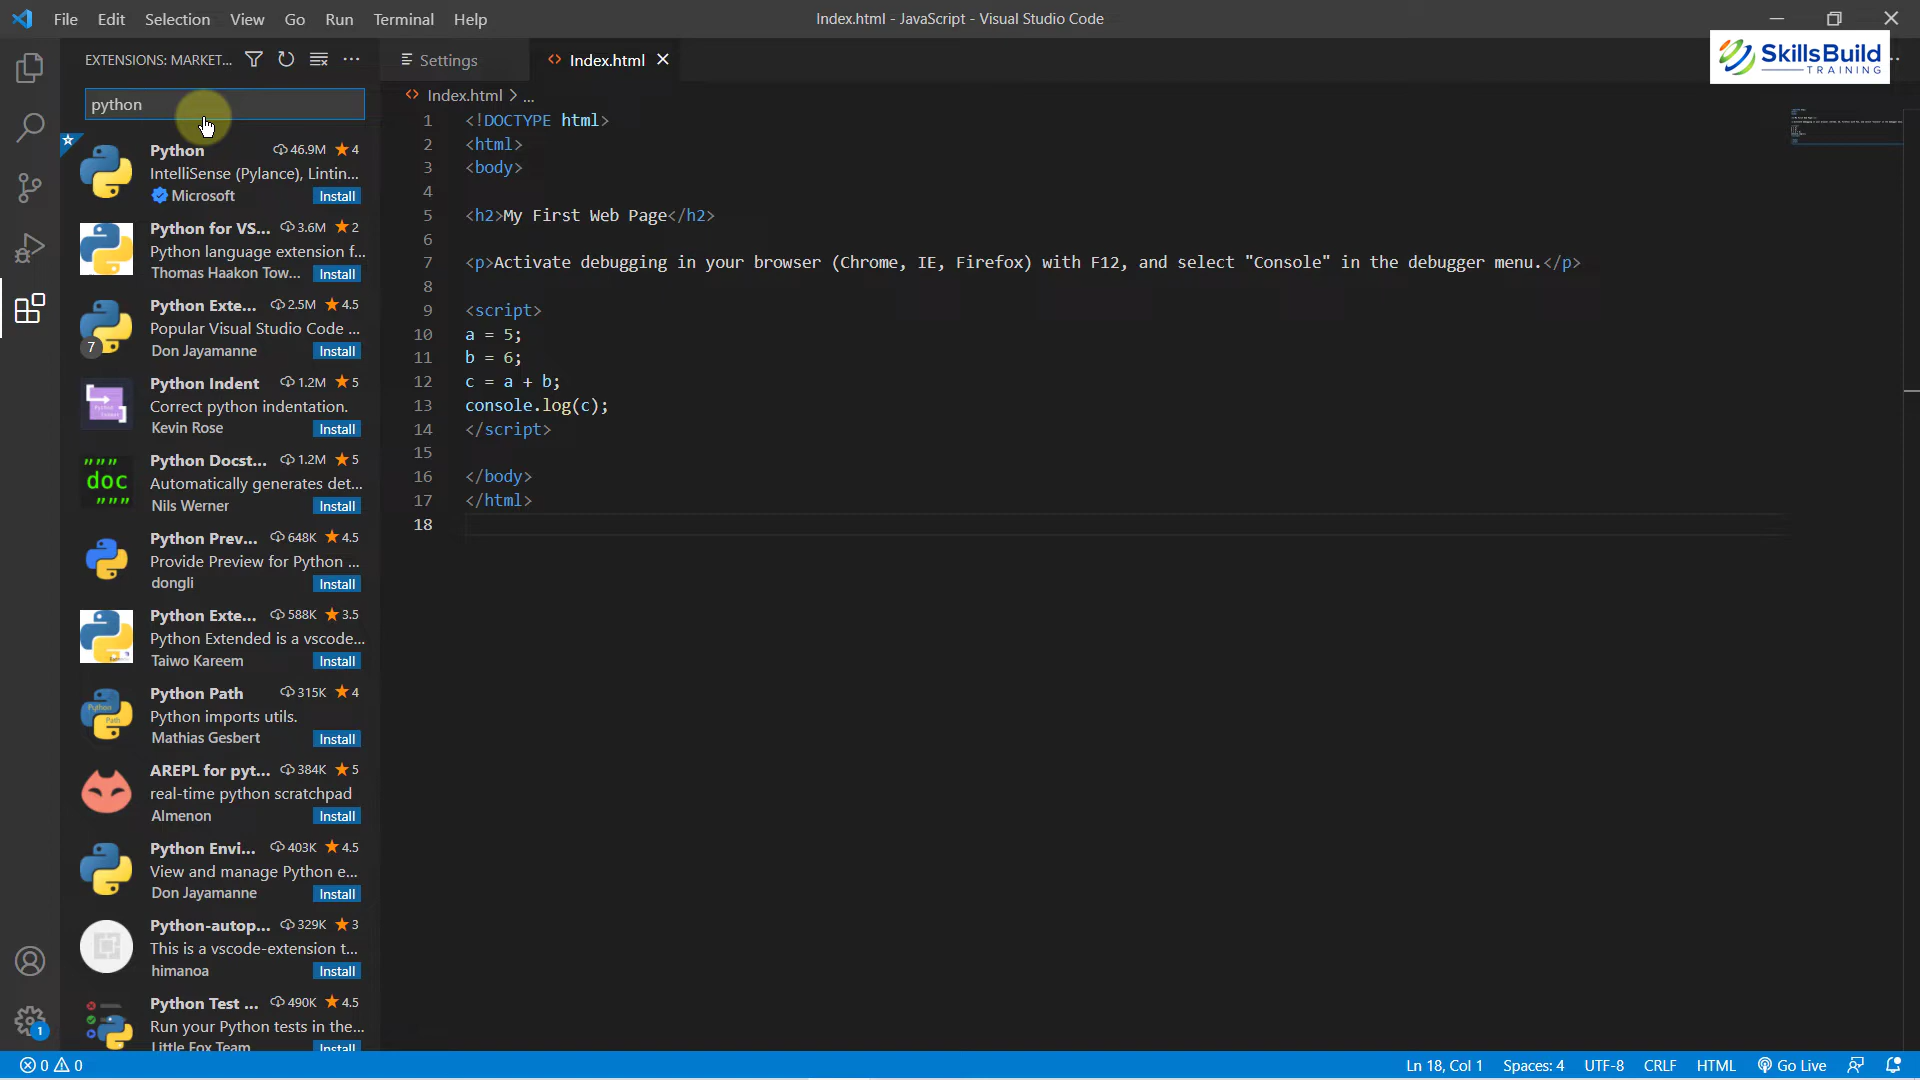 File Edit Selection View Go Run Terminal Help
Index.html - JavaScript - Visual Studio Code
SkillsBuild
TRAINING
EXTENSIONS: MARKET...
python
Python 46.9M 4
IntelliSense (Pylance), Lintin...
Microsoft Install
Python for VS... 3.6M 2
Python language extension f...
Thomas Haakon Tow... Install
Python Exte... 2.5M 4.5
Popular Visual Studio Code ...
7
Don Jayamanne Install
Python Indent 1.2M 5
Correct python indentation.
Kevin Rose Install
Python Docst... 1.2M 5
Automatically generates det...
"""
doc
"""
Nils Werner Install
Python Prev... 648K 4.5
Provide Preview for Python ...
dongli Install
Python Exte... 588K 3.5
Python Extended is a vscode...
Taiwo Kareem Install
Python Path 315K 4
Python imports utils.
Python
Path
Mathias Gesbert Install
AREPL for pyt... 384K 5
real-time python scratchpad
Almenon Install
Python Envi... 403K 4.5
View and manage Python e...
Don Jayamanne Install
Python-autop... 329K 3
This is a vscode-extension t...
himanoa Install
Python Test ... 490K 4.5
Run your Python tests in the...
Little Fox Team Install
1
Settings
Index.html
Index.html > ...
1 <!DOCTYPE html>
2 <html>
3 <body>
4
5 <h2>My First Web Page</h2>
6
7 <p>Activate debugging in your browser (Chrome, IE, Firefox) with F12, and select "Console" in the debugger menu.</p>
8
9 <script>
10 a = 5;
11 b = 6;
12 c = a + b;
13 console.log(c);
14 </script>
15
16 </body>
17 </html>
18
0 0
Ln 18, Col 1 Spaces: 4 UTF-8 CRLF HTML Go Live